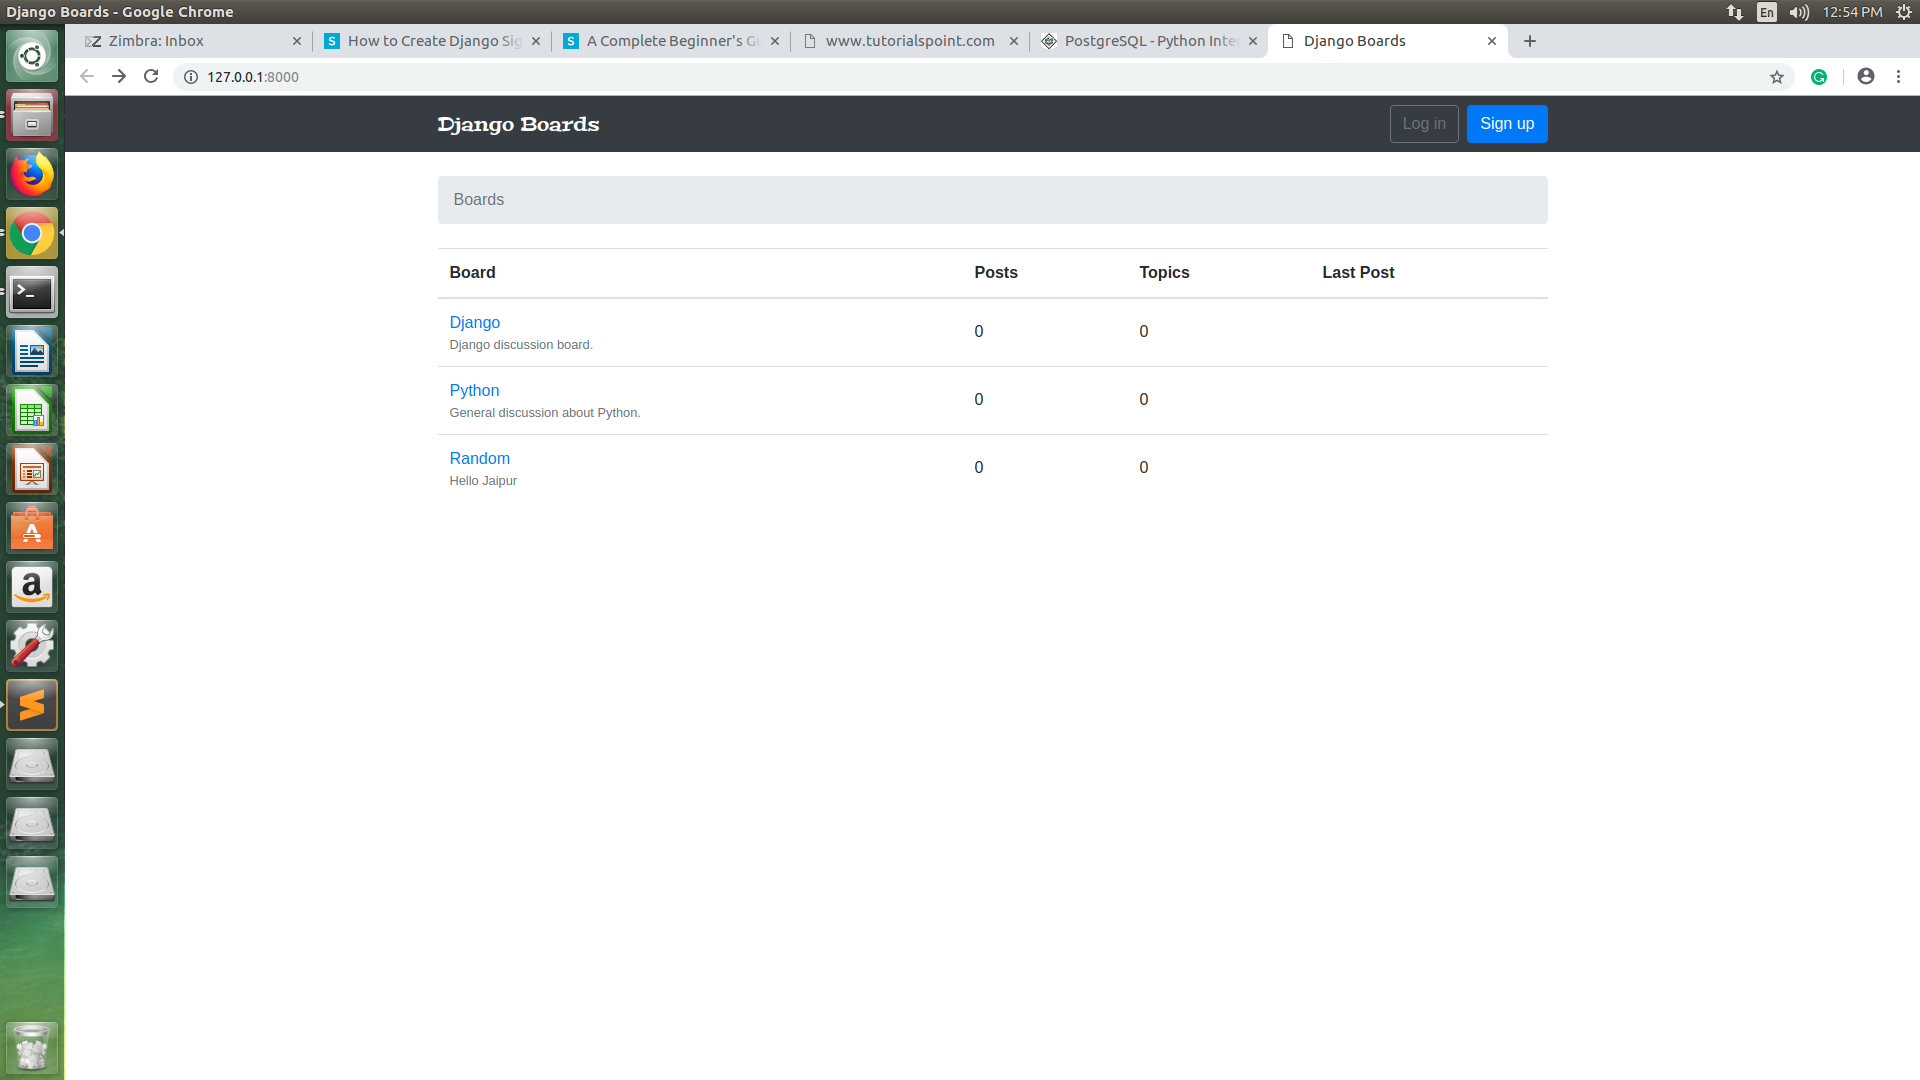 Django Boards - Google Chrome
En
12:54 PM
Zimbra: Inbox
How to Create Django Sig
A Complete Beginner's Gu
www.tutorialspoint.com
PostgreSQL - Python Inte
Django Boards
127.0.0.1:8000
Django Boards
Log in
Sign up
Boards
Board Posts Topics Last Post
Django
Django discussion board.
0 0
Python
General discussion about Python.
0 0
Random
Hello Jaipur
0 0